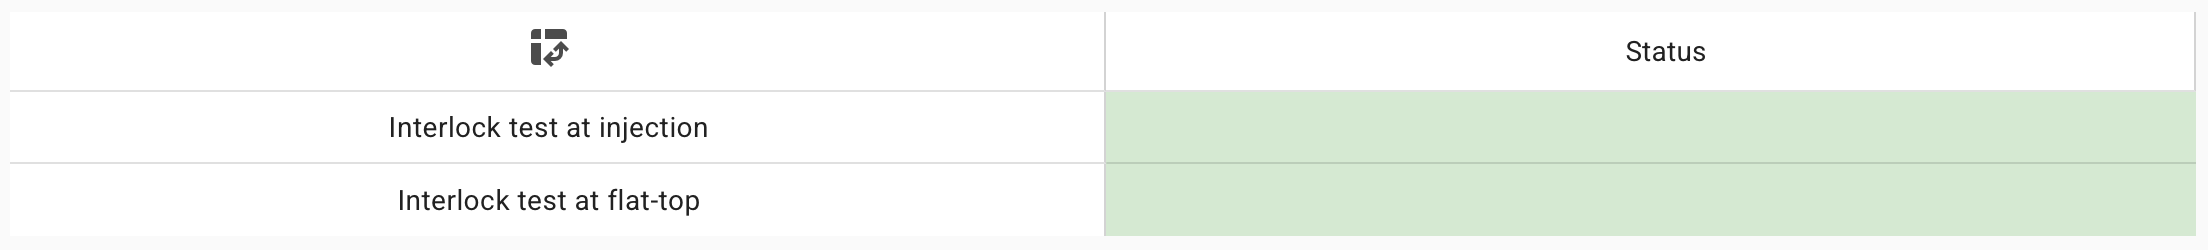 Status
Interlock test at injection
Interlock test at flat-top